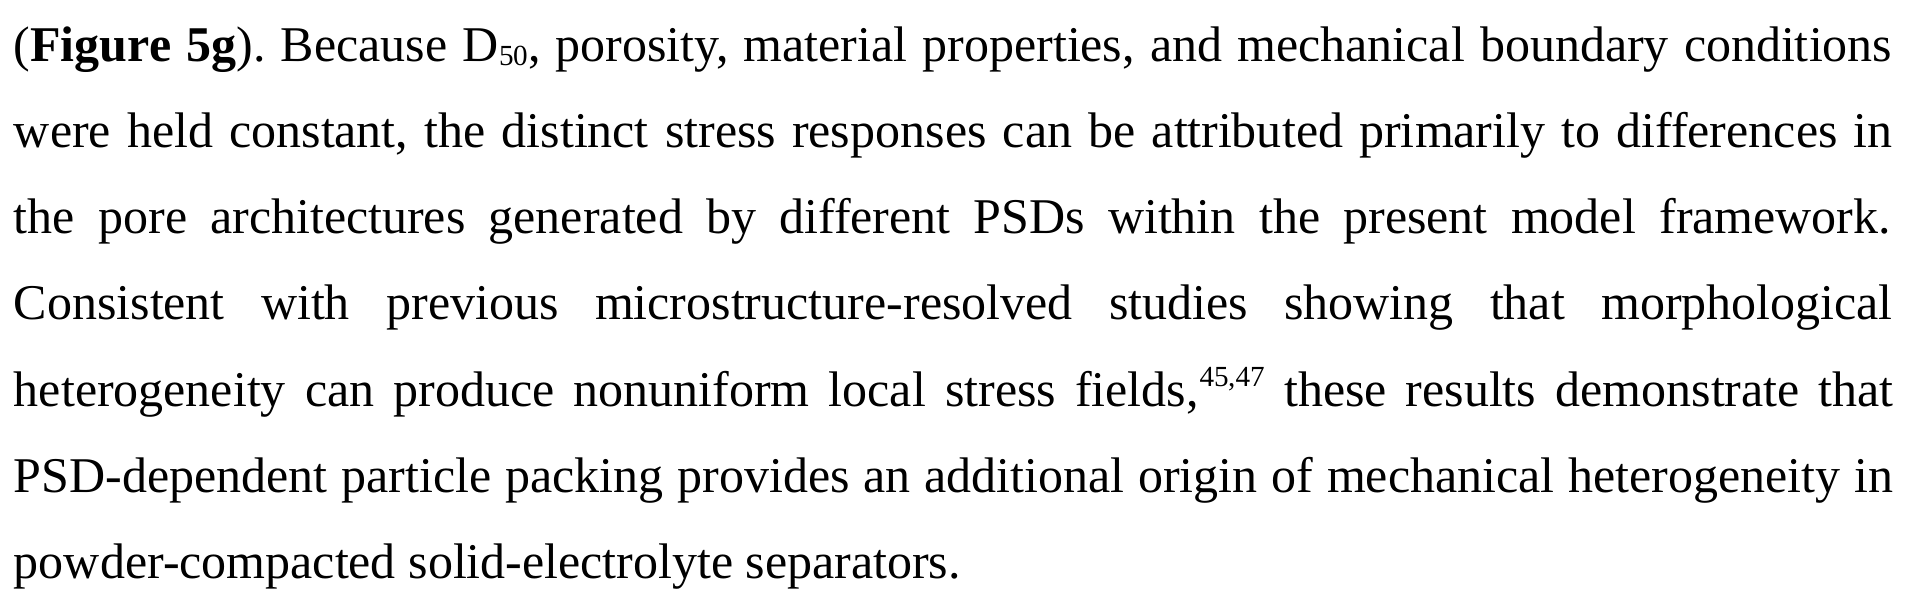 (Figure 5g). Because D50, porosity, material properties, and mechanical boundary conditions
were held constant, the distinct stress responses can be attributed primarily to differences in
the pore architectures generated by different PSDs within the present model framework.
Consistent with previous microstructure-resolved studies showing that morphological
heterogeneity can produce nonuniform local stress fields,45,47 these results demonstrate that
PSD-dependent particle packing provides an additional origin of mechanical heterogeneity in
powder-compacted solid-electrolyte separators.